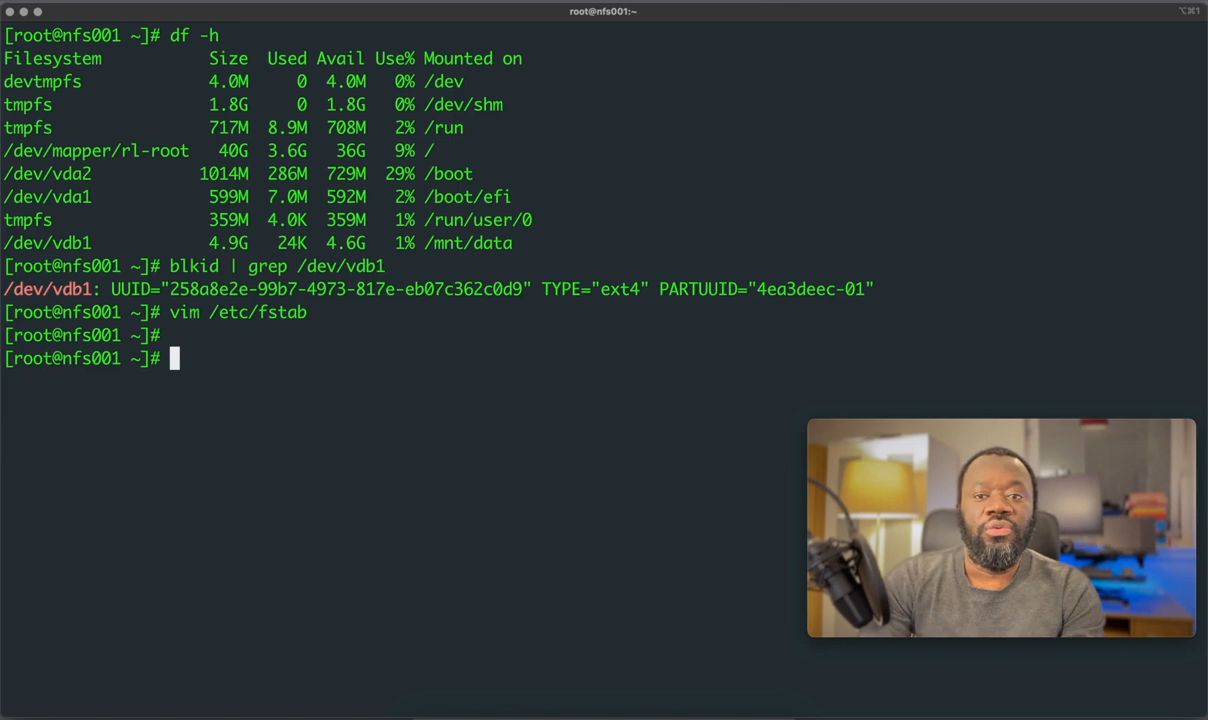 root@nfs001:~
⌥⌘1
[root@nfs001 ~]# df -h
Filesystem Size Used Avail Use% Mounted on
devtmpfs 4.0M 0 4.0M 0% /dev
tmpfs 1.8G 0 1.8G 0% /dev/shm
tmpfs 717M 8.9M 708M 2% /run
/dev/mapper/rl-root 40G 3.6G 36G 9% /
/dev/vda2 1014M 286M 729M 29% /boot
/dev/vda1 599M 7.0M 592M 2% /boot/efi
tmpfs 359M 4.0K 359M 1% /run/user/0
/dev/vdb1 4.9G 24K 4.6G 1% /mnt/data
[root@nfs001 ~]# blkid | grep /dev/vdb1
/dev/vdb1: UUID="258a8e2e-99b7-4973-817e-eb07c362c0d9" TYPE="ext4" PARTUUID="4ea3deec-01"
[root@nfs001 ~]# vim /etc/fstab
[root@nfs001 ~]#
[root@nfs001 ~]#